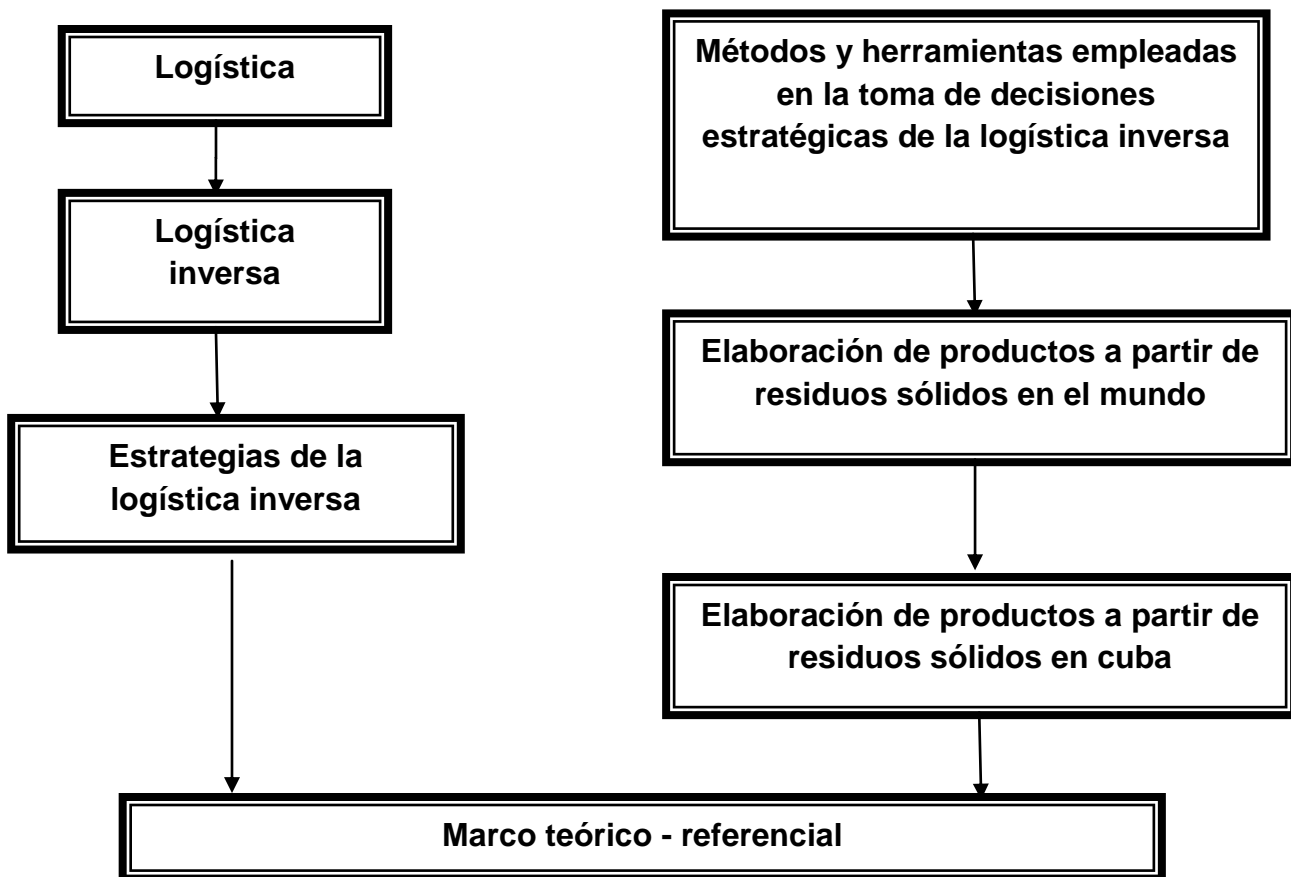 Logística
Logística
inversa
Estrategias de la
logística inversa
Métodos y herramientas empleadas
en la toma de decisiones
estratégicas de la logística inversa
Elaboración de productos a partir de
residuos sólidos en el mundo
Elaboración de productos a partir de
residuos sólidos en cuba
Marco teórico - referencial